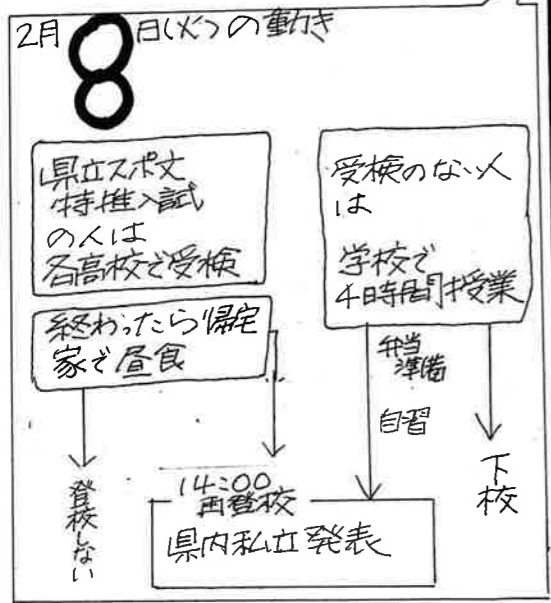 2月8日(火)の動き
県立スポ文
特推入試
の人は
各高校で受検
終わったら帰宅
家で昼食
登校しない
14:00
再登校
県内私立発表
受検のない人
は
学校で
4時間授業
弁当
準備
自習
下校